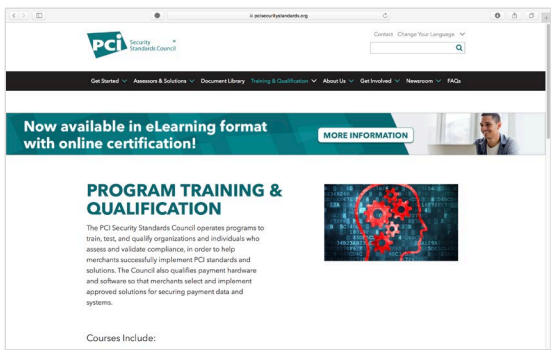 pcisecuritystandards.org
Contact Change Your Language
PCI Security
Standards Council
Get Started Assessors & Solutions Document Library Training & Qualification About Us Get Involved Newsroom FAQs
Now available in eLearning format
with online certification!
MORE INFORMATION
PROGRAM TRAINING &
QUALIFICATION
The PCI Security Standards Council operates programs to
train, test, and qualify organizations and individuals who
assess and validate compliance, in order to help
merchants successfully implement PCI standards and
solutions. The Council also qualifies payment hardware
and software so that merchants select and implement
approved solutions for securing payment data and
systems.
Courses Include: